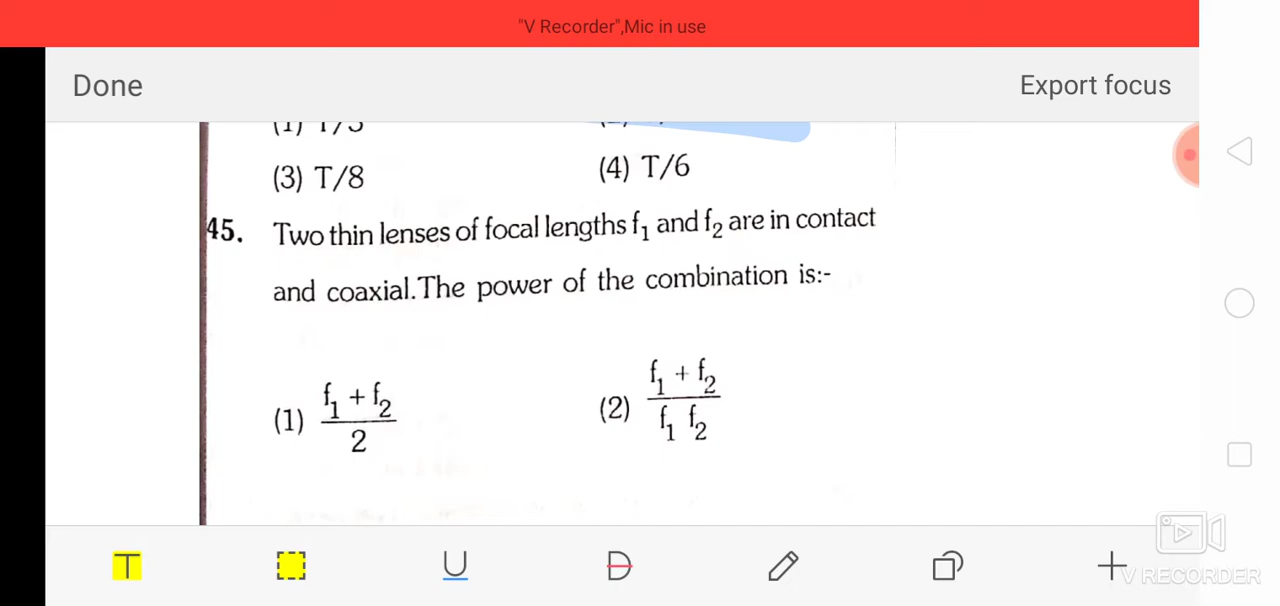 "V Recorder",Mic in use
Done
Export focus
(3) T/8
(4) T/6
45. Two thin lenses of focal lengths f₁ and f₂ are in contact
and coaxial.The power of the combination is:-
(1) f₁ + f₂ / 2
(2) f₁ + f₂ / f₁ f₂
T U D
V RECORDER